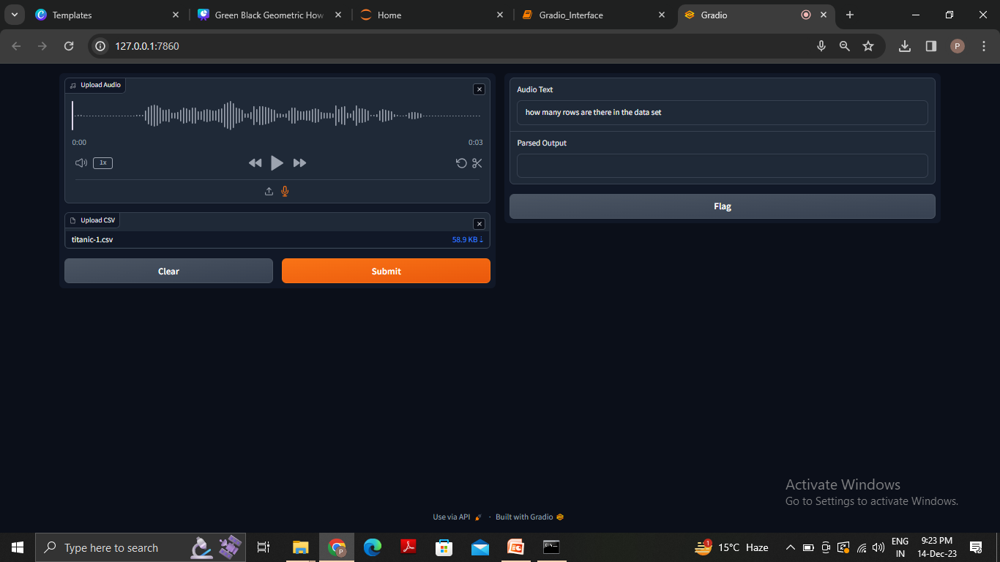 Templates
Green Black Geometric How
Home
Gradio_Interface
Gradio
127.0.0.1:7860
P
Upload Audio
0:00
0:03
1x
Upload CSV
titanic-1.csv
58.9 KB ↓
Clear
Submit
Audio Text
how many rows are there in the data set
Parsed Output
Flag
Activate Windows
Go to Settings to activate Windows.
Use via API · Built with Gradio
Type here to search
P
1
15°C Haze
ENG
IN
9:23 PM
14-Dec-23